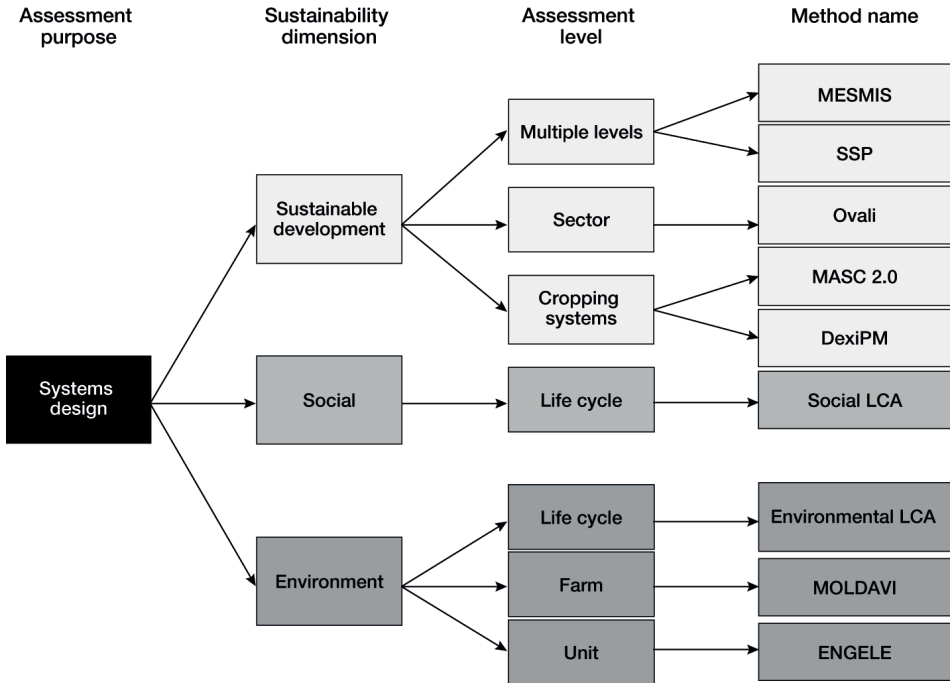 Assessment
purpose
Sustainability
dimension
Assessment
level
Method name
Systems
design
Sustainable
development
Social
Environment
Multiple levels
Sector
Cropping
systems
Life cycle
Life cycle
Farm
Unit
MESMIS
SSP
Ovali
MASC 2.0
DexiPM
Social LCA
Environmental LCA
MOLDAVI
ENGELE